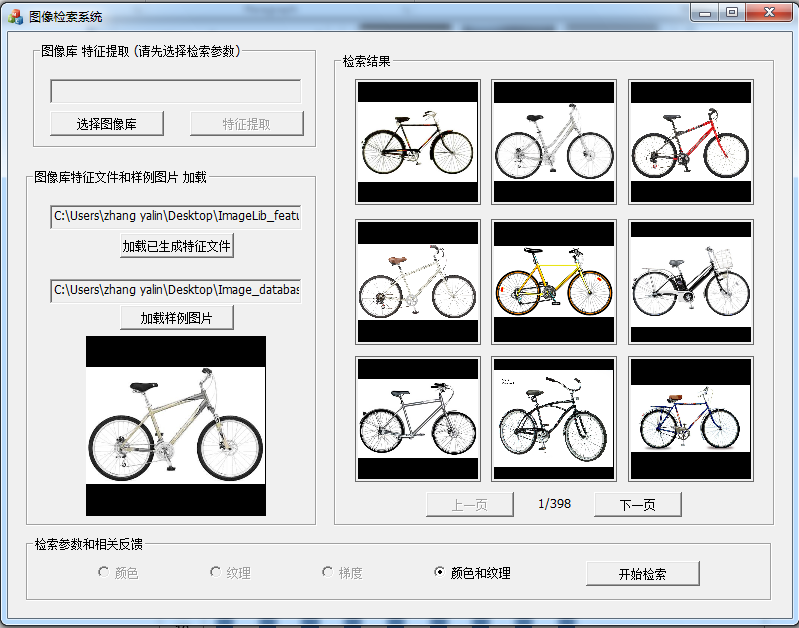 图像检索系统
图像库 特征提取 (请先选择检索参数)
选择图像库
特征提取
图像库特征文件和样例图片 加载
C:\Users\zhang yalin\Desktop\ImageLib_featu
加载已生成特征文件
C:\Users\zhang yalin\Desktop\Image_databas
加载样例图片
检索结果
上一页
1/398
下一页
检索参数和相关反馈
颜色
纹理
梯度
颜色和纹理
开始检索